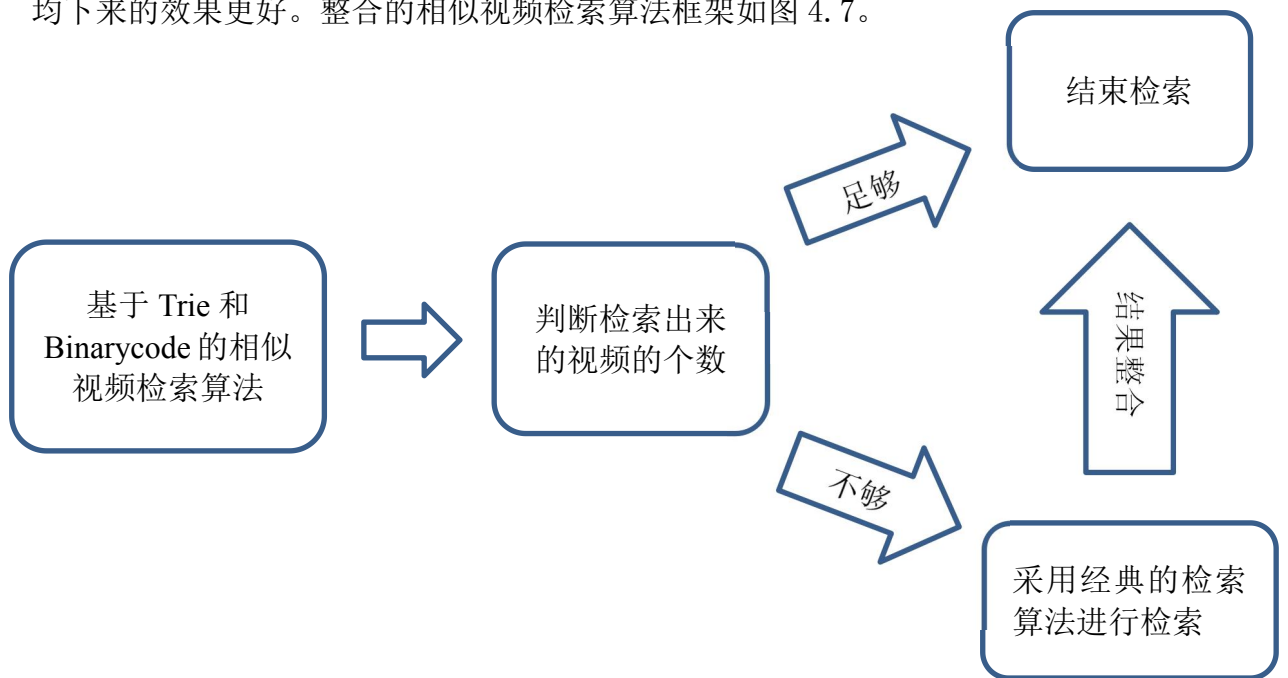 均下来的效果更好。整合的相似视频检索算法框架如图 4.7。
结束检索
足够
基于 Trie 和
Binarycode 的相似
视频检索算法
判断检索出来
的视频的个数
结果整合
不够
采用经典的检索
算法进行检索